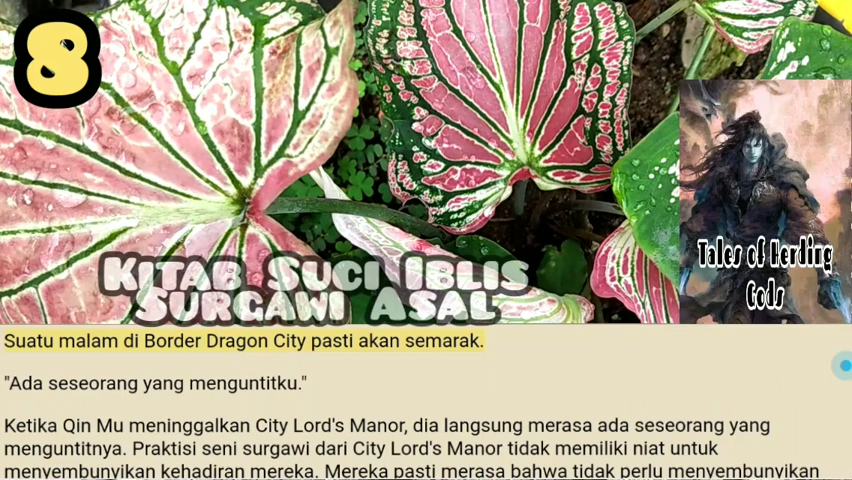 8
KITAB SUCI IBLIS
SURGAWI ASAL
Tales of Herding
Gods
Suatu malam di Border Dragon City pasti akan semarak.
"Ada seseorang yang menguntitku."
Ketika Qin Mu meninggalkan City Lord's Manor, dia langsung merasa ada seseorang yang
menguntitnya. Praktisi seni surgawi dari City Lord's Manor tidak memiliki niat untuk
menyembunyikan kehadiran mereka. Mereka pasti merasa bahwa tidak perlu menyembunyikan